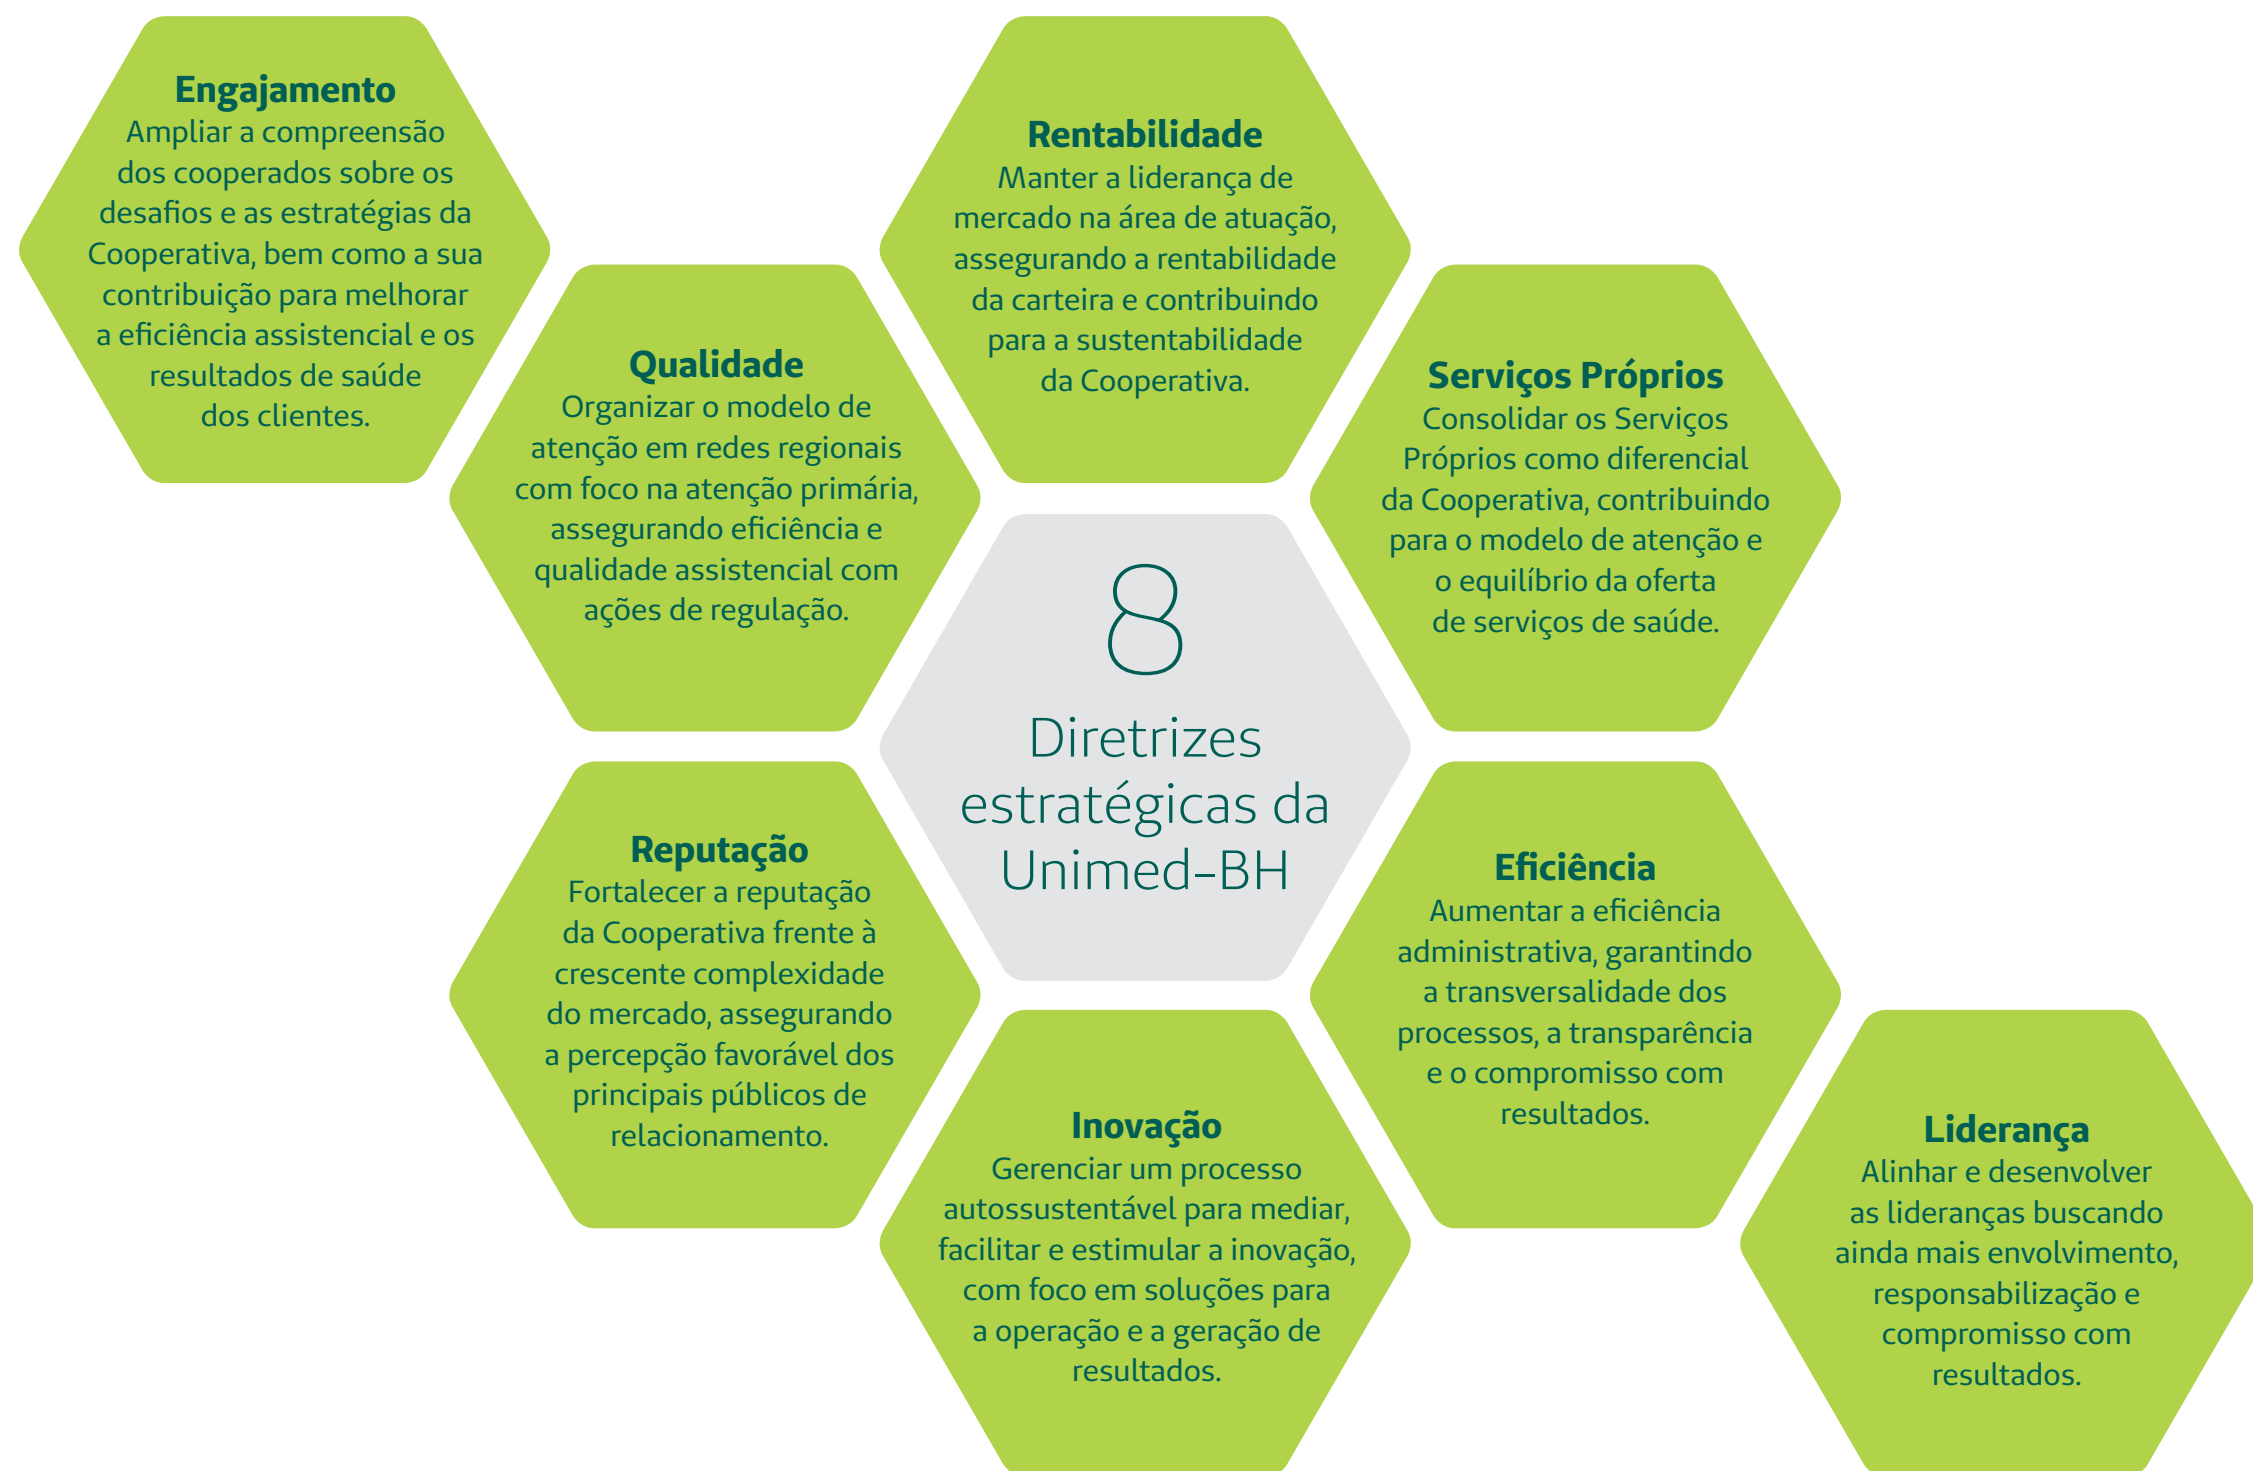 Engajamento
Ampliar a compreensão
dos cooperados sobre os
desafios e as estratégias da
Cooperativa, bem como a sua
contribuição para melhorar
a eficiência assistencial e os
resultados de saúde
dos clientes.
Qualidade
Organizar o modelo de
atenção em redes regionais
com foco na atenção primária,
assegurando eficiência e
qualidade assistencial com
ações de regulação.
Rentabilidade
Manter a liderança de
mercado na área de atuação,
assegurando a rentabilidade
da carteira e contribuindo
para a sustentabilidade
da Cooperativa.
Serviços Próprios
Consolidar os Serviços
Próprios como diferencial
da Cooperativa, contribuindo
para o modelo de atenção e
o equilíbrio da oferta
de serviços de saúde.
8
Diretrizes
estratégicas da
Unimed-BH
Reputação
Fortalecer a reputação
da Cooperativa frente à
crescente complexidade
do mercado, assegurando
a percepção favorável dos
principais públicos de
relacionamento.
Inovação
Gerenciar um processo
autossustentável para mediar,
facilitar e estimular a inovação,
com foco em soluções para
a operação e a geração de
resultados.
Eficiência
Aumentar a eficiência
administrativa, garantindo
a transversalidade dos
processos, a transparência
e o compromisso com
resultados.
Liderança
Alinhar e desenvolver
as lideranças buscando
ainda mais envolvimento,
responsabilização e
compromisso com
resultados.